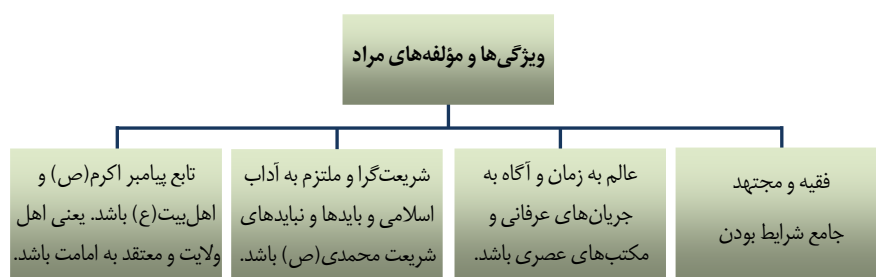 ویژگی‌ها و مؤلفه‌های مراد
فقیه و مجتهد
جامع شرایط بودن
عالم به زمان و آگاه به
جریان‌های عرفانی و
مکتب‌های عصری باشد.
شریعت‌گرا و ملتزم به آداب
اسلامی و بایدها و نبایدهای
شریعت محمدی(ص) باشد.
تابع پیامبر اکرم(ص) و
اهل‌بیت(ع) باشد. یعنی اهل
ولایت و معتقد به امامت باشد.